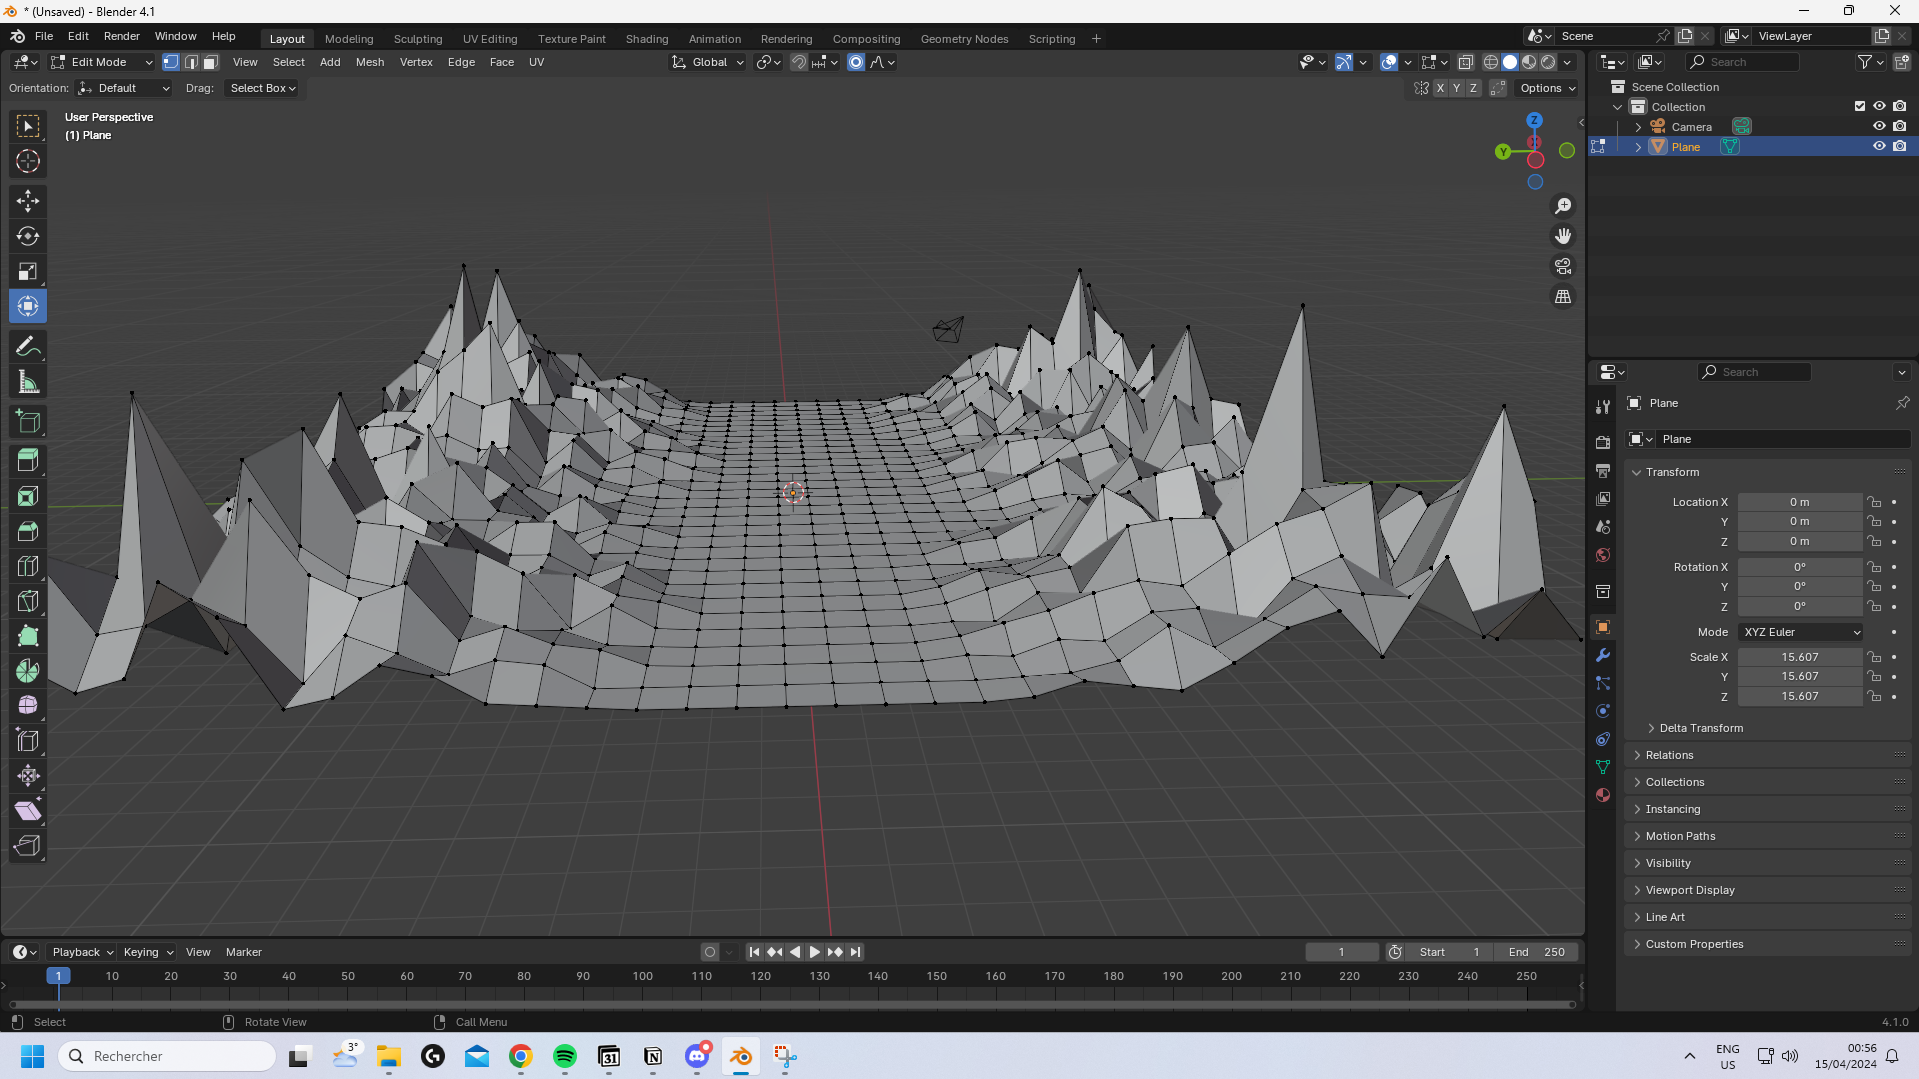 * (Unsaved) - Blender 4.1
File Edit Render Window Help Layout Modeling Sculpting UV Editing Texture Paint Shading Animation Rendering Compositing Geometry Nodes Scripting + Scene ViewLayer
Edit Mode View Select Add Mesh Vertex Edge Face UV Global Search
Orientation: Default Drag: Select Box X Y Z Options
Scene Collection
Collection
Camera
Plane
User Perspective
(1) Plane
Z
Y
Search
Plane
Plane
Transform
Location X 0 m
Y 0 m
Z 0 m
Rotation X 0°
Y 0°
Z 0°
Mode XYZ Euler
Scale X 15.607
Y 15.607
Z 15.607
Delta Transform
Relations
Collections
Instancing
Motion Paths
Visibility
Viewport Display
Line Art
Custom Properties
Playback Keying View Marker 1 Start 1 End 250
1 10 20 30 40 50 60 70 80 90 100 110 120 130 140 150 160 170 180 190 200 210 220 230 240 250
Select Rotate View Call Menu 4.1.0
Rechercher 3° 31 ENG 00:56
US 15/04/2024